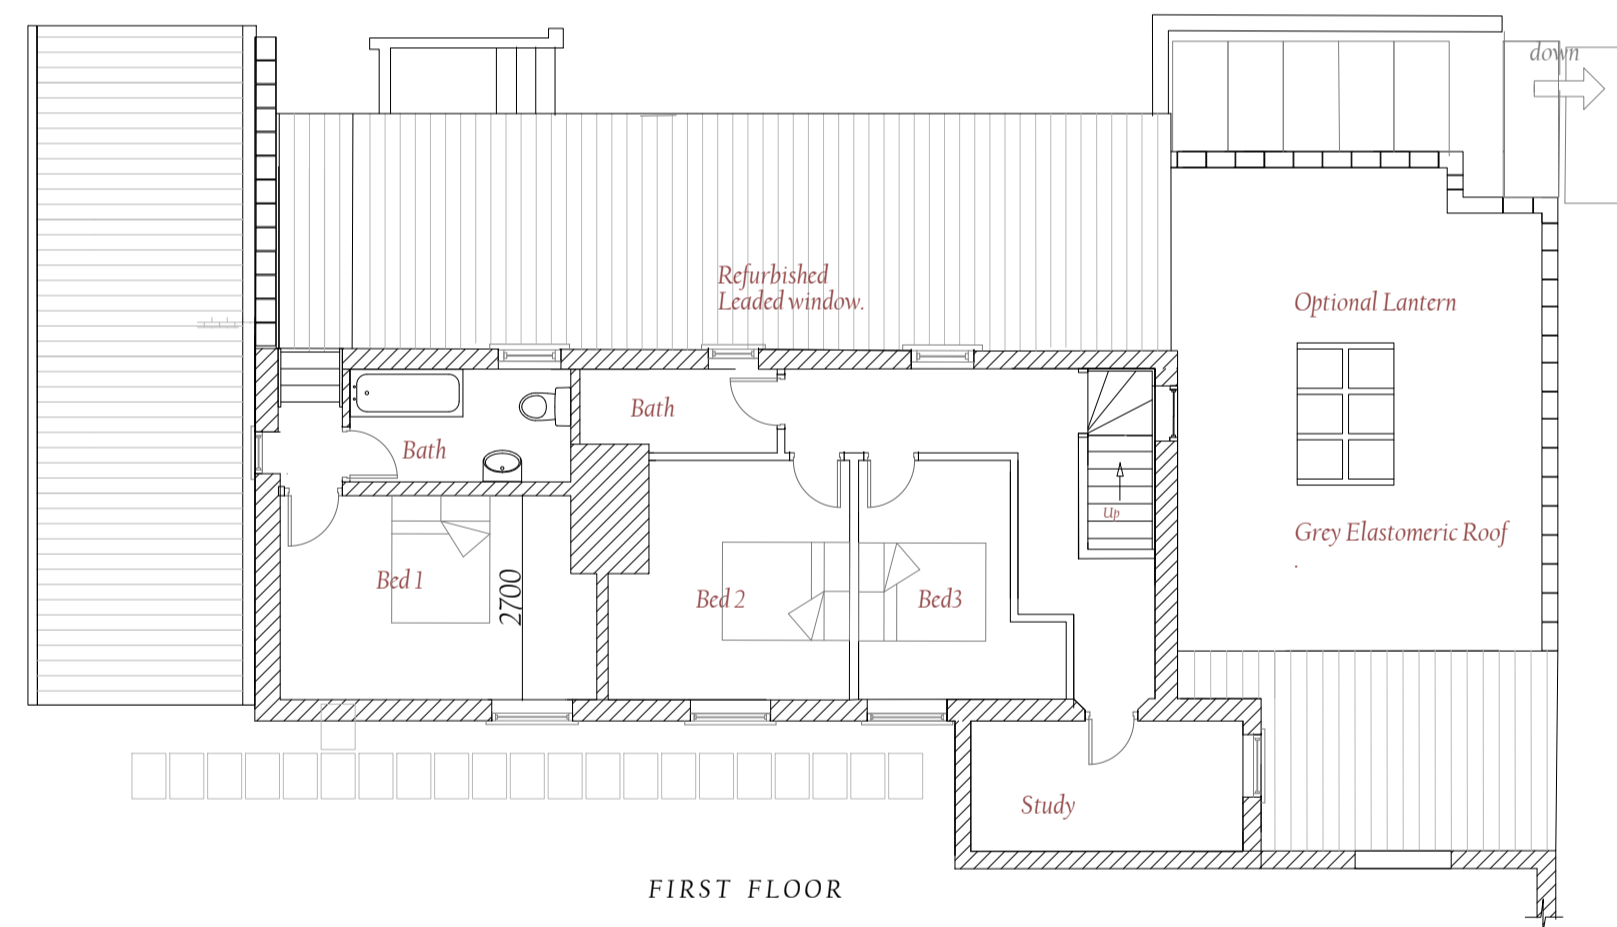 down
Refurbished
Leaded window.
Optional Lantern
Bath
Bath
Up
Grey Elastomeric Roof
.
Bed 1
2700
Bed 2
Bed3
Study
FIRST FLOOR